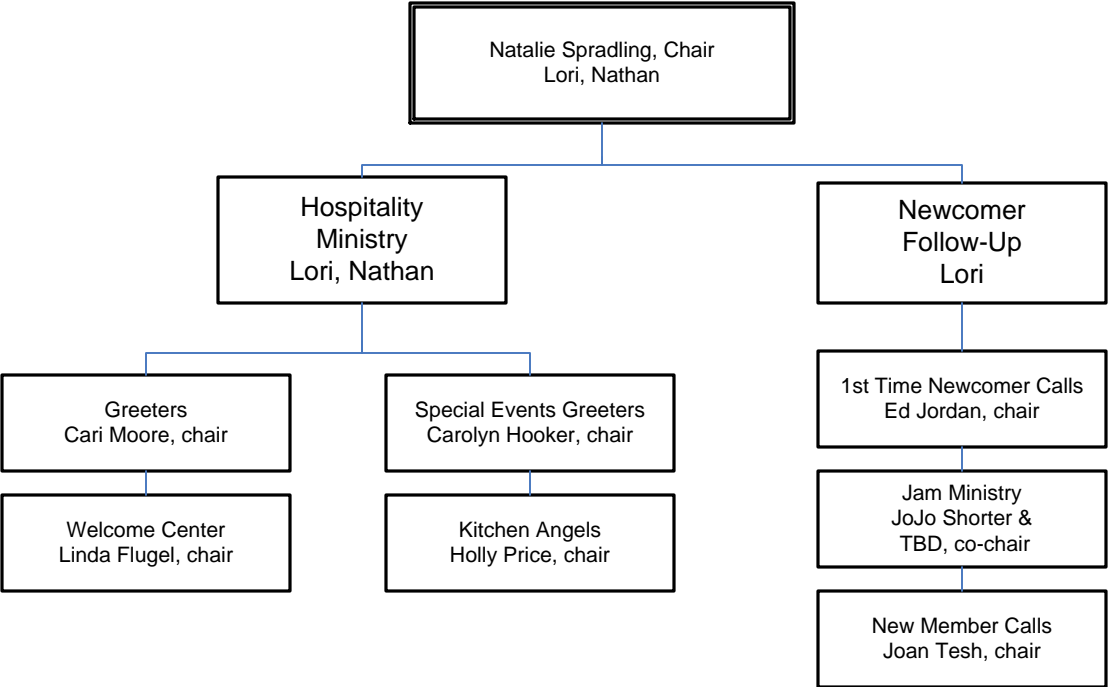 Natalie Spradling, Chair
Lori, Nathan
Hospitality
Ministry
Lori, Nathan
Newcomer
Follow-Up
Lori
Greeters
Cari Moore, chair
Special Events Greeters
Carolyn Hooker, chair
1st Time Newcomer Calls
Ed Jordan, chair
Welcome Center
Linda Flugel, chair
Kitchen Angels
Holly Price, chair
Jam Ministry
JoJo Shorter &
TBD, co-chair
New Member Calls
Joan Tesh, chair